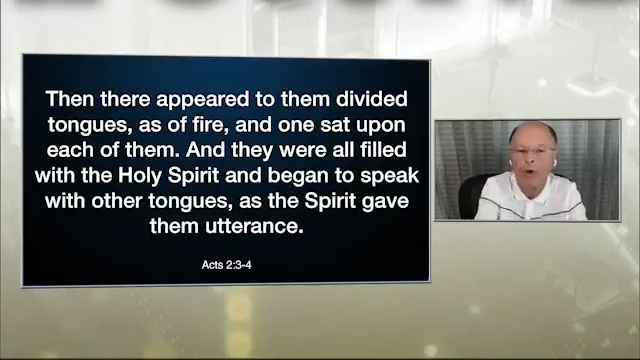 Then there appeared to them divided
tongues, as of fire, and one sat upon
each of them. And they were all filled
with the Holy Spirit and began to speak
with other tongues, as the Spirit gave
them utterance.
Acts 2:3-4